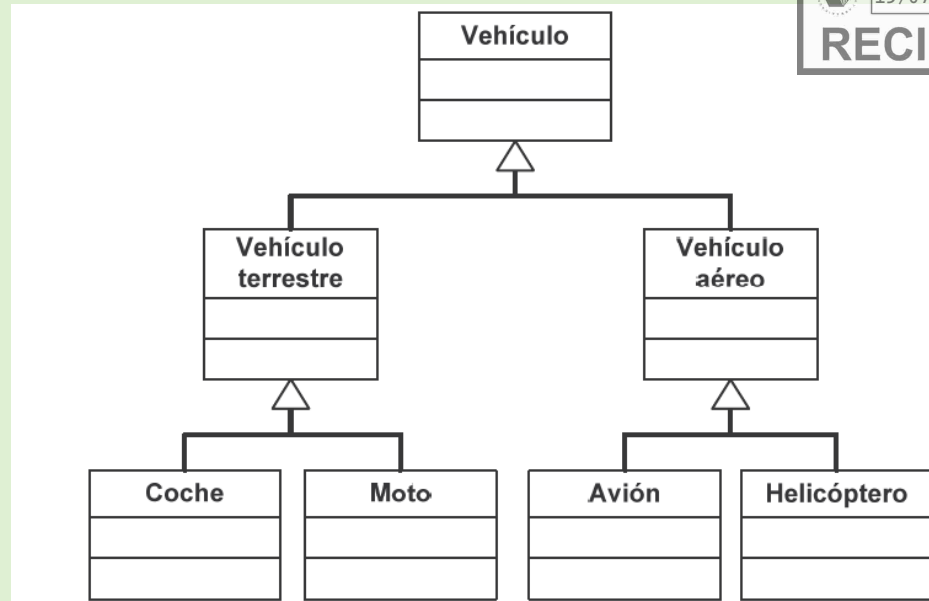 RECI
Vehículo
Vehículo
terrestre
Vehículo
aéreo
Coche
Moto
Avión
Helicóptero